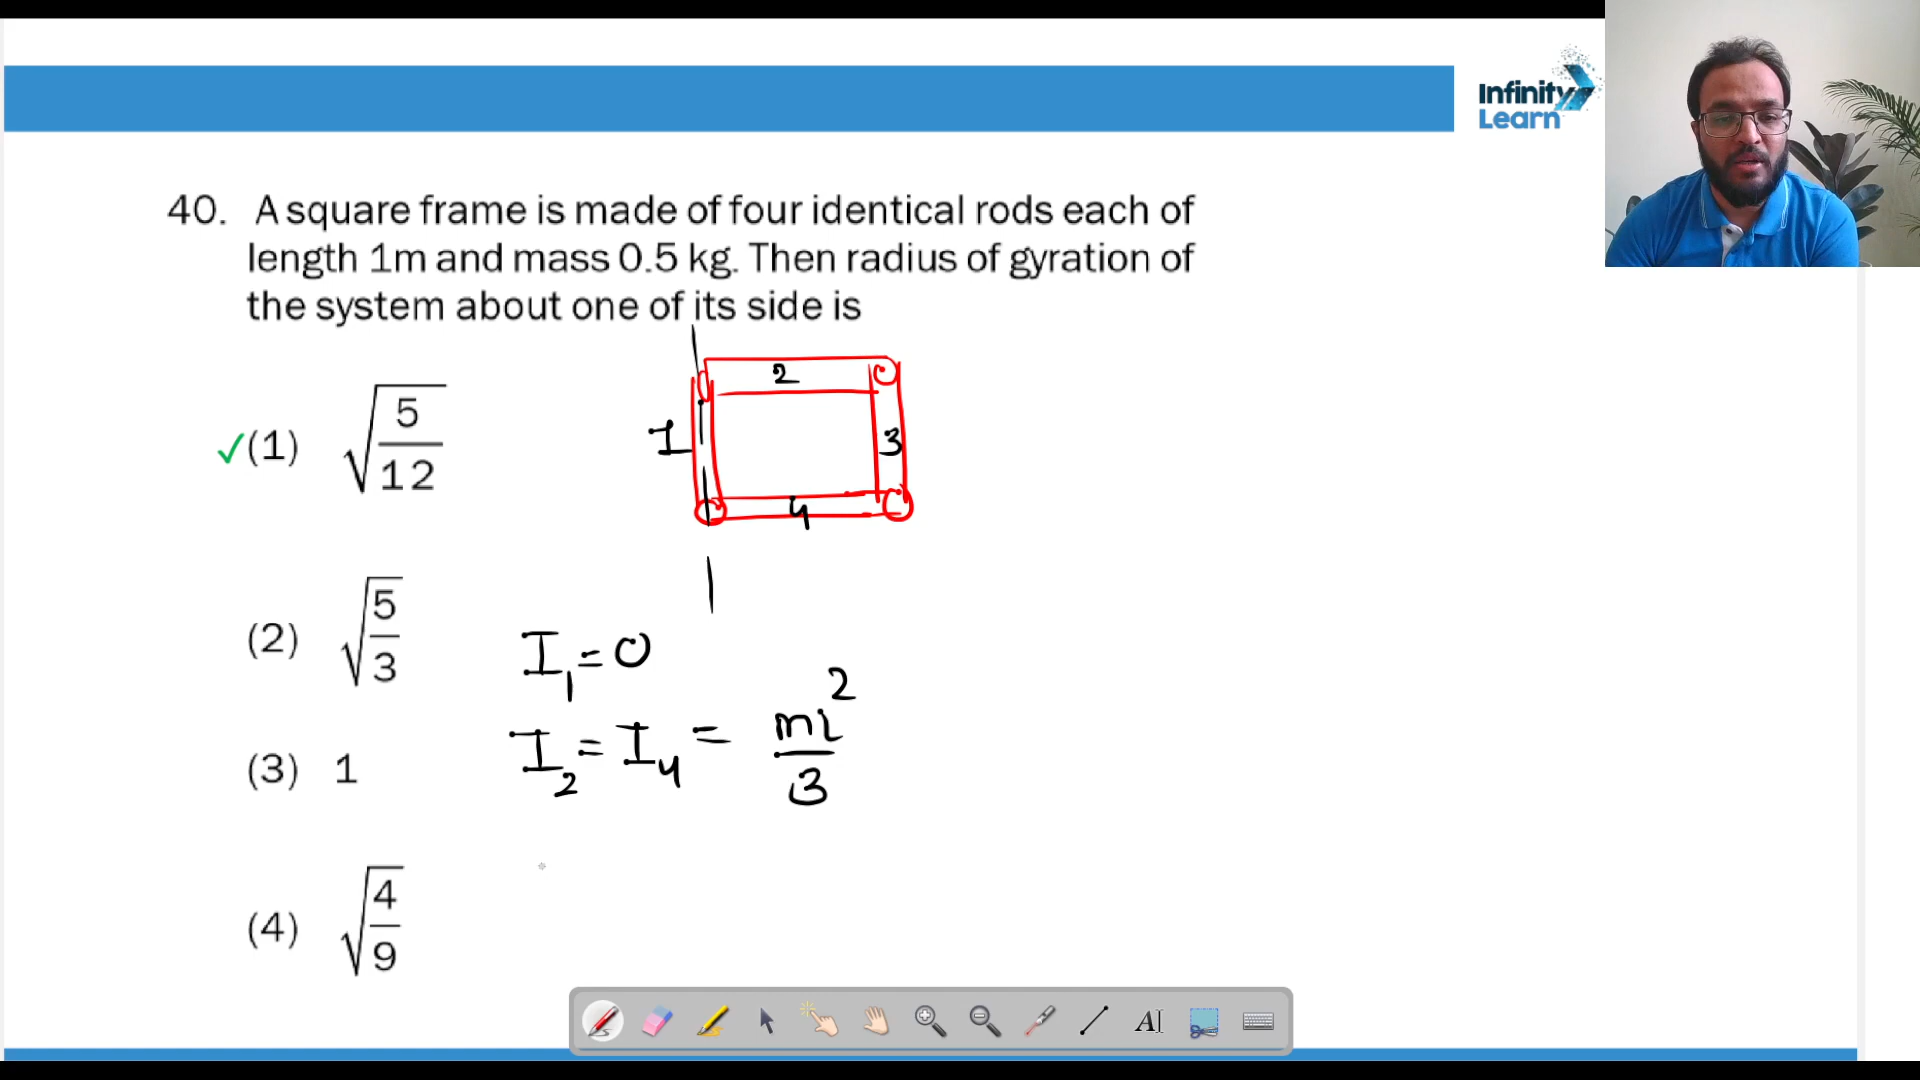 Infinity
Learn
40. A square frame is made of four identical rods each of
length 1m and mass 0.5 kg. Then radius of gyration of
the system about one of its side is
✓(1) √(5/12)
(2) √(5/3)
(3) 1
(4) √(4/9)
2
1
3
4
I₁ = 0
I₂ = I₄ = ml²/3
AI